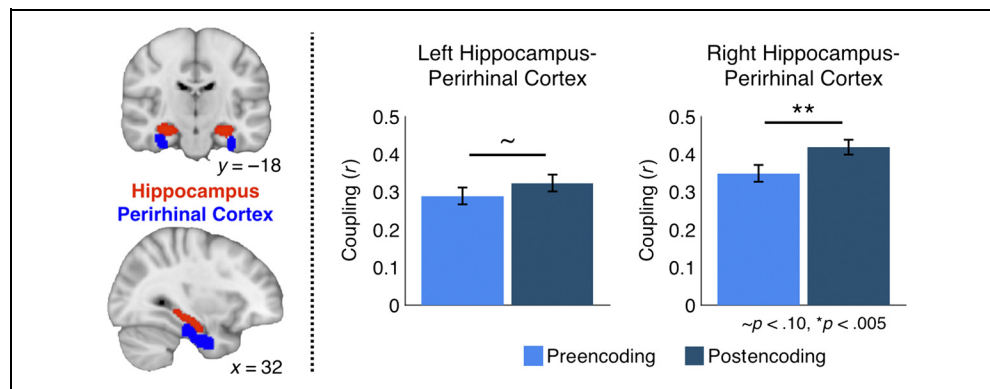 y = −18
Hippocampus
Perirhinal Cortex
x = 32
Left Hippocampus-
Perirhinal Cortex
Coupling (r)
0.5
0.4
0.3
0.2
0.1
0
~
Right Hippocampus-
Perirhinal Cortex
Coupling (r)
0.5
0.4
0.3
0.2
0.1
0
**
~p < .10, *p < .005
Preencoding
Postencoding